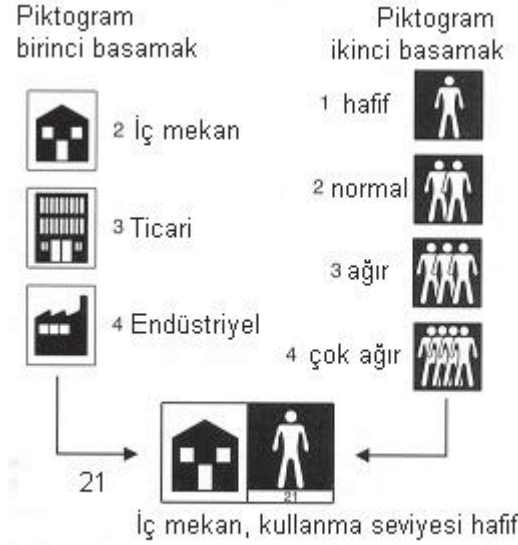 Piktogram
birinci basamak
2 İç mekan
3 Ticari
4 Endüstriyel
Piktogram
ikinci basamak
1 hafif
2 normal
3 ağır
4 çok ağır
21
21
İç mekan, kullanma seviyesi hafif